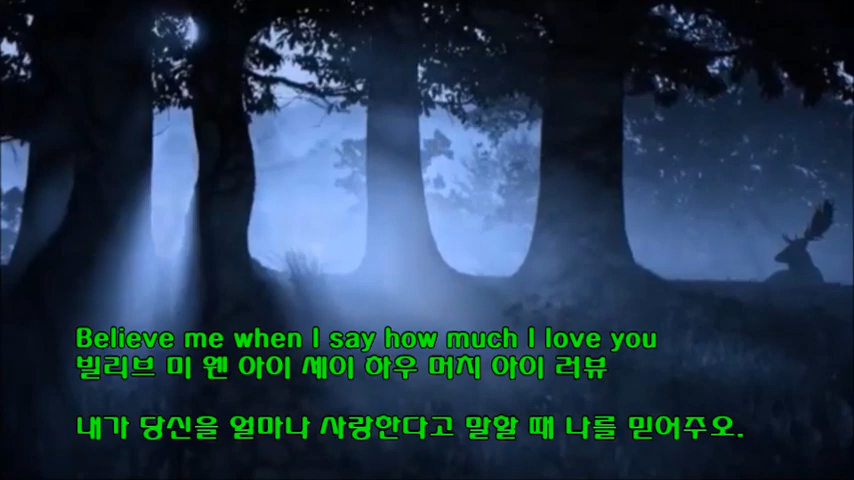 Believe me when I say how much I love you
빌리브 미 웬 아이 세이 하우 머치 아이 러뷰
내가 당신을 얼마나 사랑한다고 말할 때 나를 믿어주오.